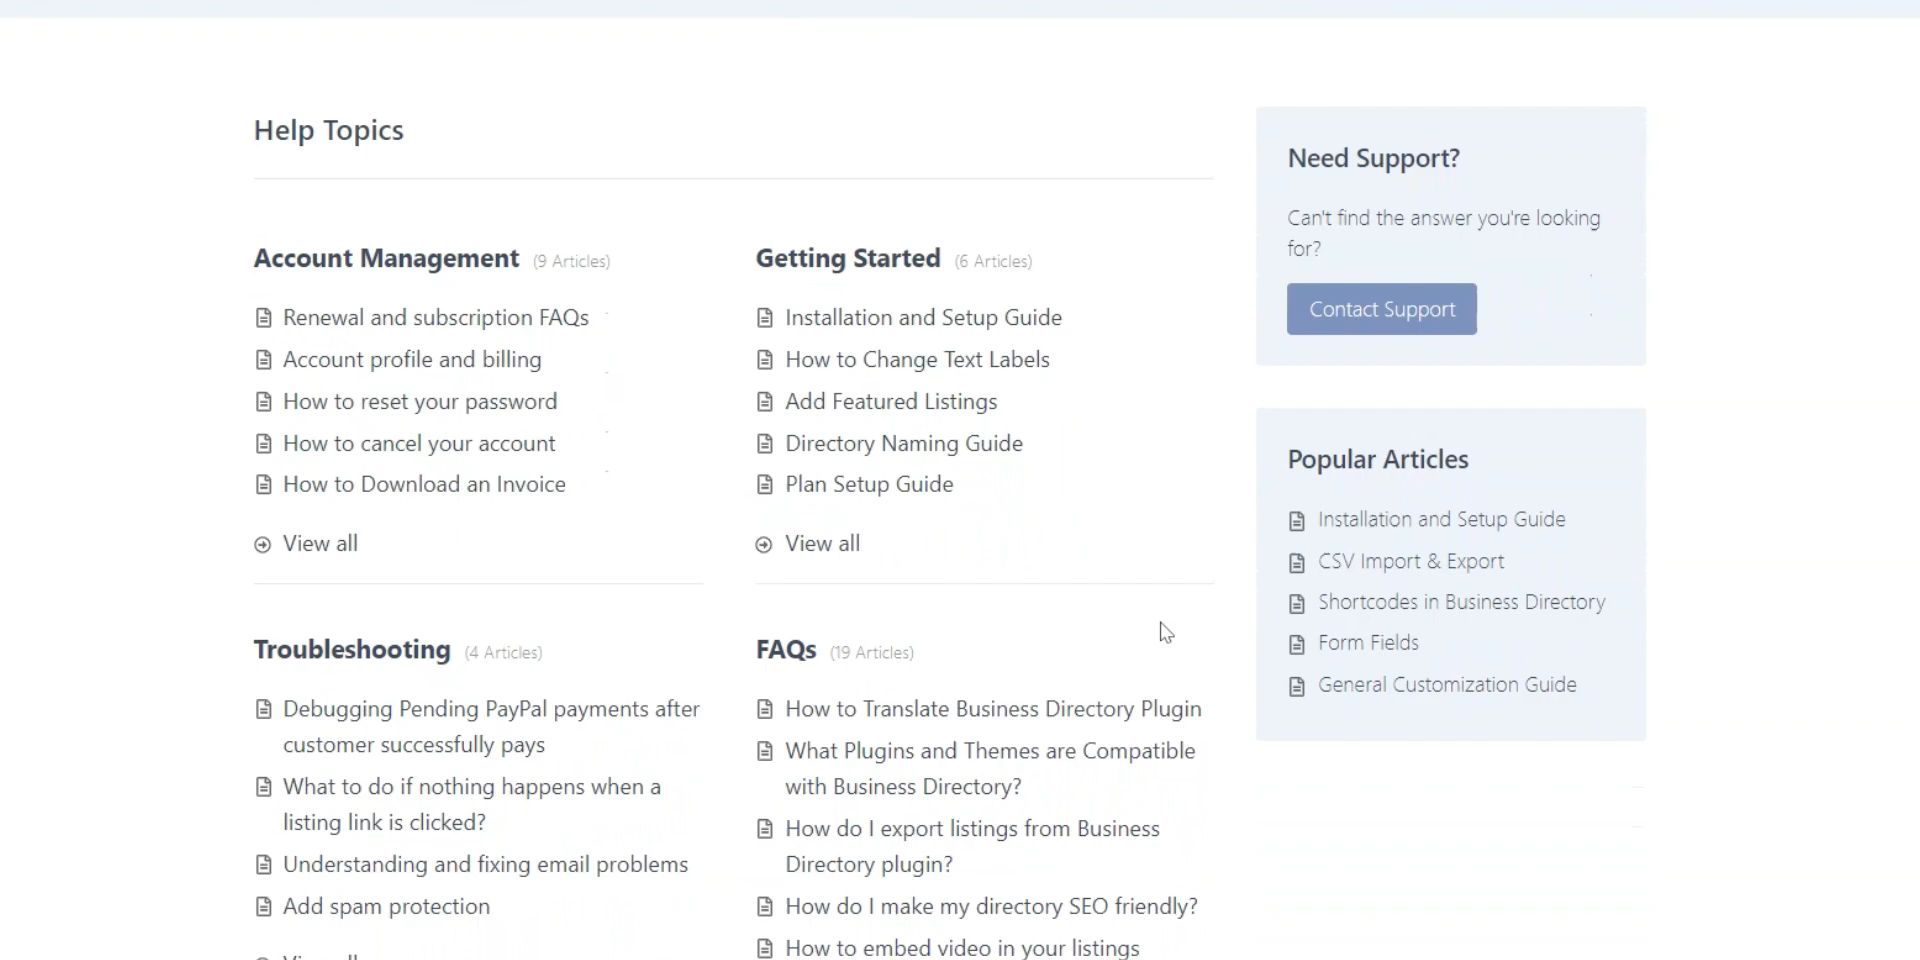 Help Topics
Account Management (9 Articles)
Renewal and subscription FAQs
Account profile and billing
How to reset your password
How to cancel your account
How to Download an Invoice
View all
Getting Started (6 Articles)
Installation and Setup Guide
How to Change Text Labels
Add Featured Listings
Directory Naming Guide
Plan Setup Guide
View all
Troubleshooting (4 Articles)
Debugging Pending PayPal payments after
customer successfully pays
What to do if nothing happens when a
listing link is clicked?
Understanding and fixing email problems
Add spam protection
View all
FAQs (19 Articles)
How to Translate Business Directory Plugin
What Plugins and Themes are Compatible
with Business Directory?
How do I export listings from Business
Directory plugin?
How do I make my directory SEO friendly?
How to embed video in your listings
Need Support?
Can't find the answer you're looking
for?
Contact Support
Popular Articles
Installation and Setup Guide
CSV Import & Export
Shortcodes in Business Directory
Form Fields
General Customization Guide